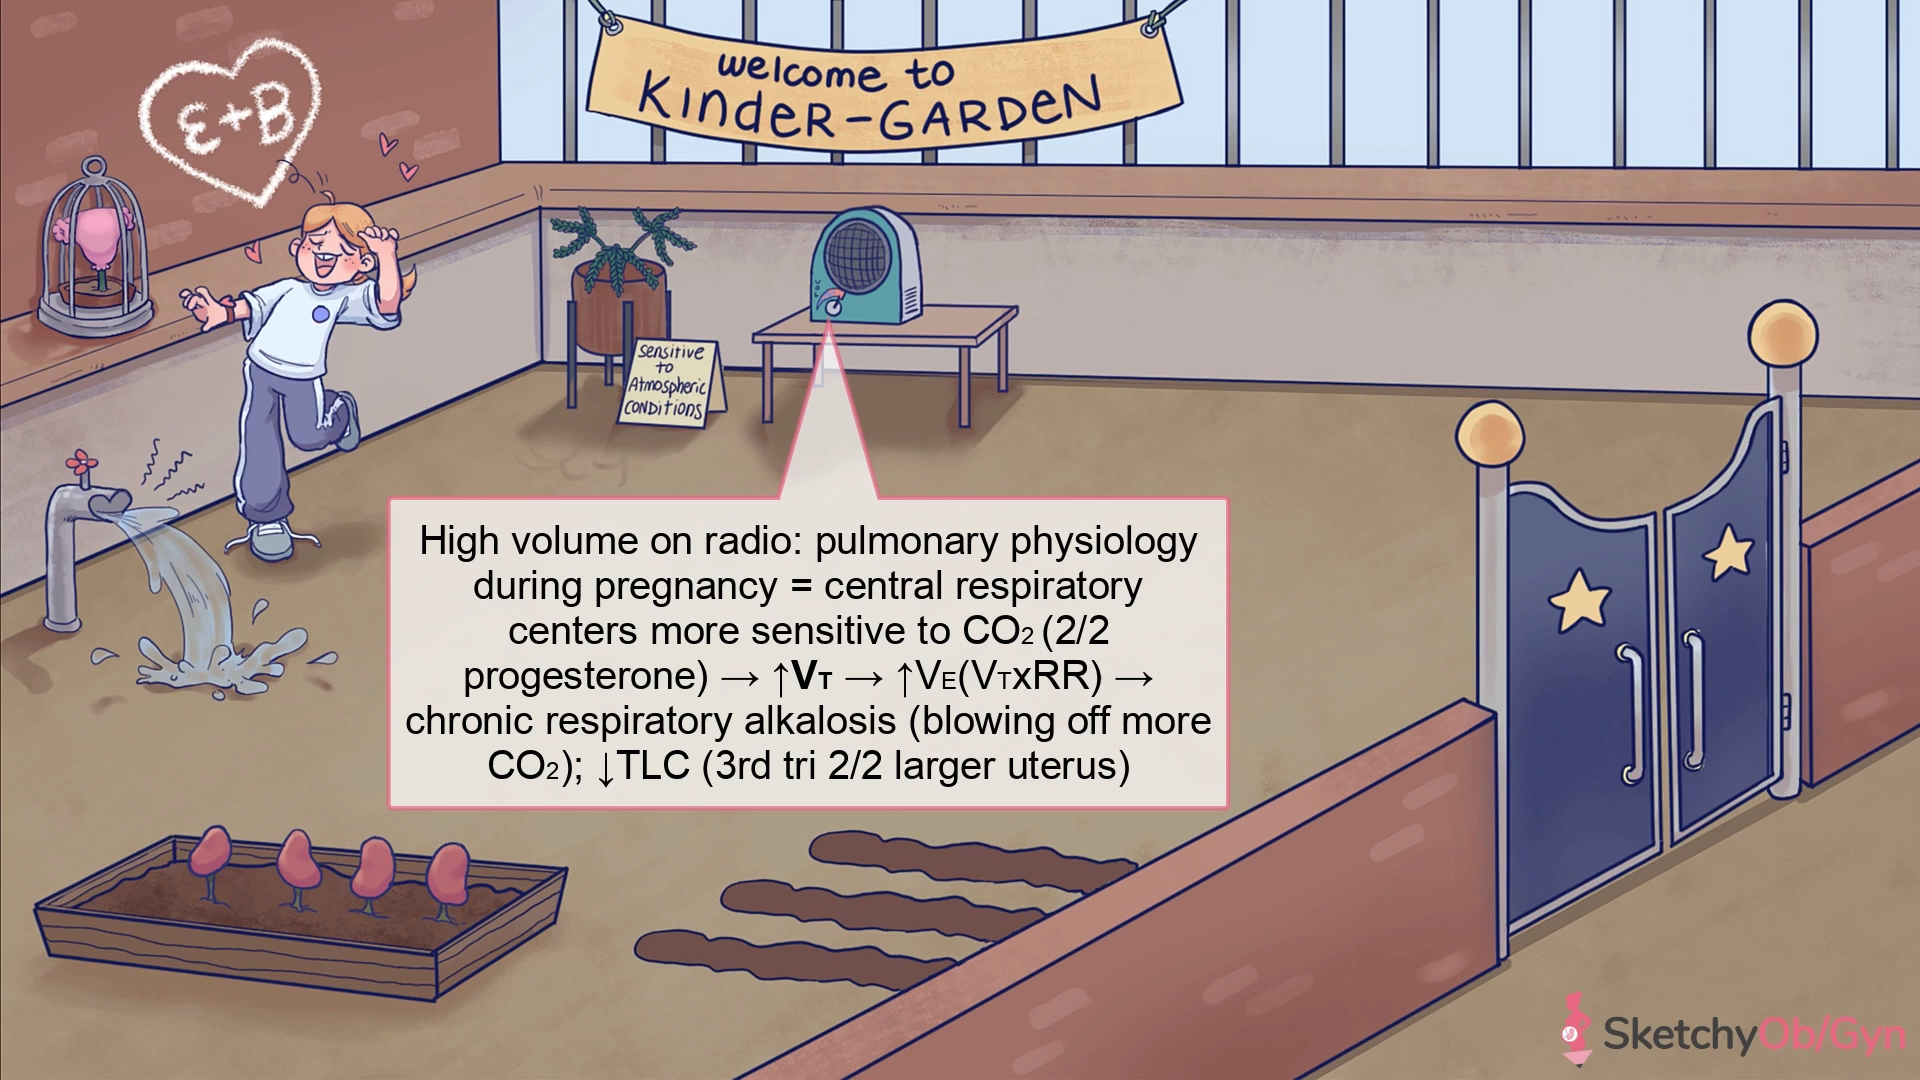 welcome to
KindeR-GARDeN
ε+B
Sensitive
to
Atmospheric
CONDITIONS
VOL
High volume on radio: pulmonary physiology
during pregnancy = central respiratory
centers more sensitive to CO₂ (2/2
progesterone) → ↑VT → ↑VE(VTxRR) →
chronic respiratory alkalosis (blowing off more
CO₂); ↓TLC (3rd tri 2/2 larger uterus)
SketchyOb/Gyn